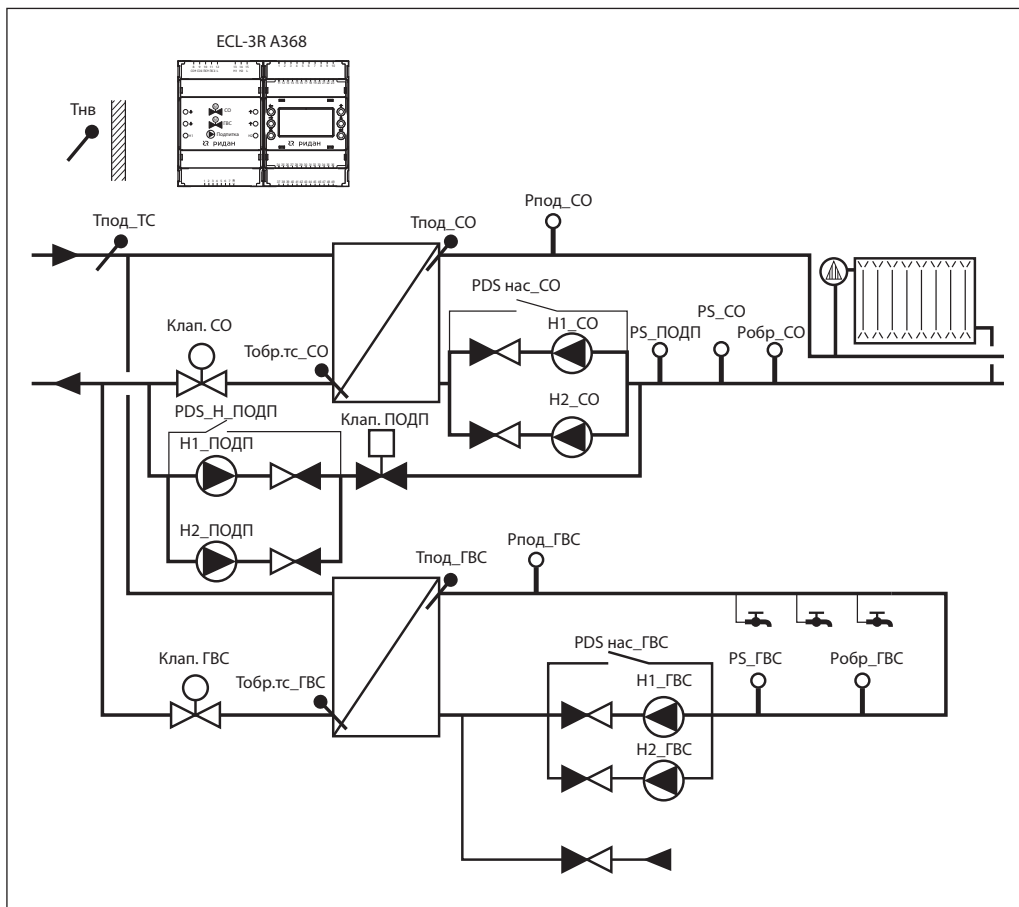 ECL-3R A368
Тнв
СО
ГВС
Подпитка
ридан
ридан
Тпод_ТС
Тпод_СО
Рпод_СО
PDS нас_СО
Клап. СО
Н1_СО
PS_СО
PS_ПОДП
Робр_СО
Тобр.тс_СО
Н2_СО
PDS_Н_ПОДП
Клап. ПОДП
Н1_ПОДП
Н2_ПОДП
Тпод_ГВС
Рпод_ГВС
Клап. ГВС
PDS нас_ГВС
PS_ГВС
Робр_ГВС
Тобр.тс_ГВС
Н1_ГВС
Н2_ГВС